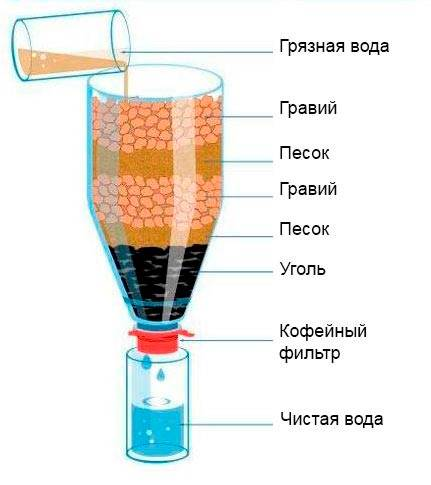 Грязная вода
Гравий
Песок
Гравий
Песок
Уголь
Кофейный
фильтр
Чистая вода